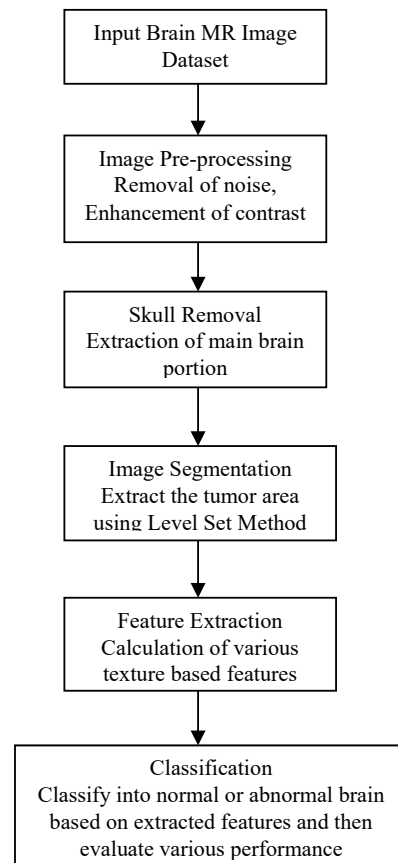 Input Brain MR Image
Dataset
Image Pre-processing
Removal of noise,
Enhancement of contrast
Skull Removal
Extraction of main brain
portion
Image Segmentation
Extract the tumor area
using Level Set Method
Feature Extraction
Calculation of various
texture based features
Classification
Classify into normal or abnormal brain
based on extracted features and then
evaluate various performance